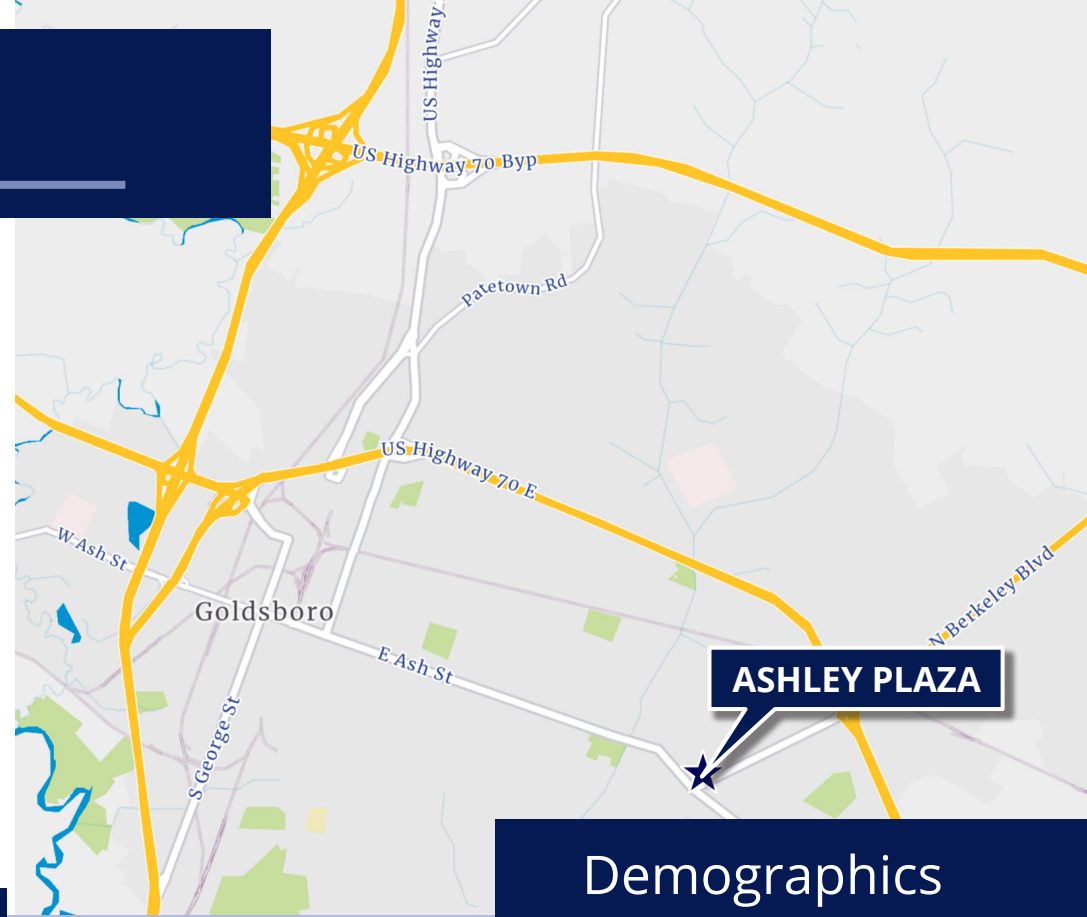 US Highway
US Highway 70 Byp
Patetown Rd
US Highway 70 E
W Ash St
N Berkeley Blvd
Goldsboro
E Ash St
ASHLEY PLAZA
S George St
Demographics